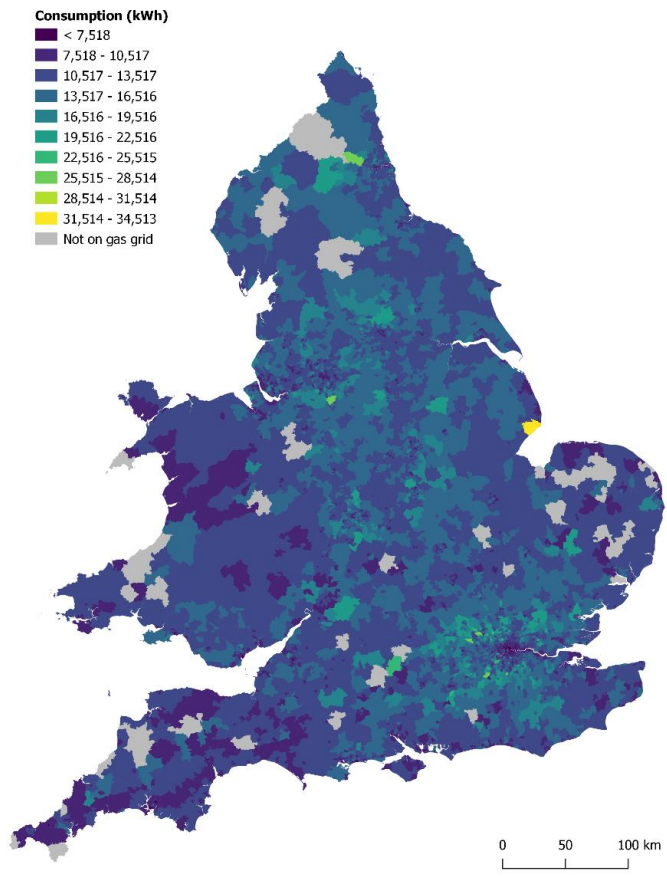 Consumption (kWh)
< 7,518
7,518 - 10,517
10,517 - 13,517
13,517 - 16,516
16,516 - 19,516
19,516 - 22,516
22,516 - 25,515
25,515 - 28,514
28,514 - 31,514
31,514 - 34,513
Not on gas grid
0 50 100 km